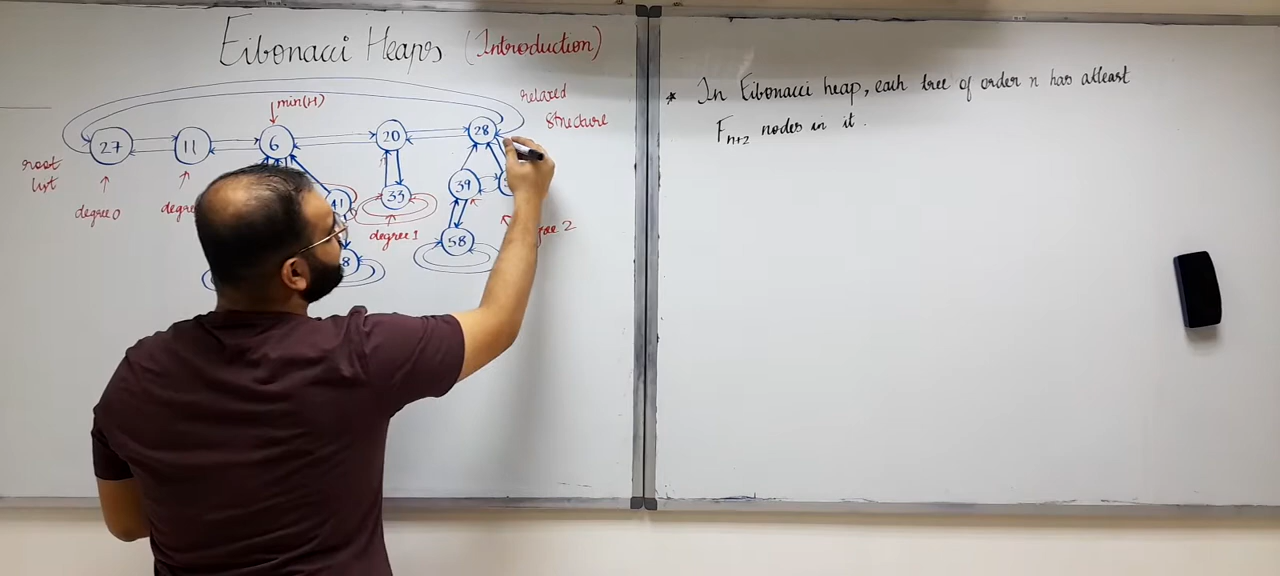 Fibonacci Heaps (Introduction)
relaxed
structure
min(H)
27 11 6 20 28
root
list
41 33 39
degree 0
degree 1
58
* In Fibonacci heap, each tree of order n has atleast
Fn+2 nodes in it.